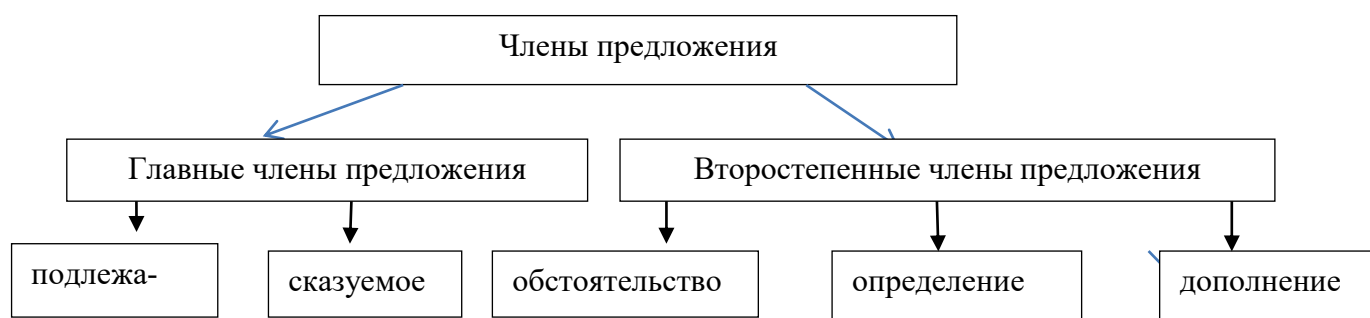 Члены предложения
Главные члены предложения
Второстепенные члены предложения
подлежа-
сказуемое
обстоятельство
определение
дополнение